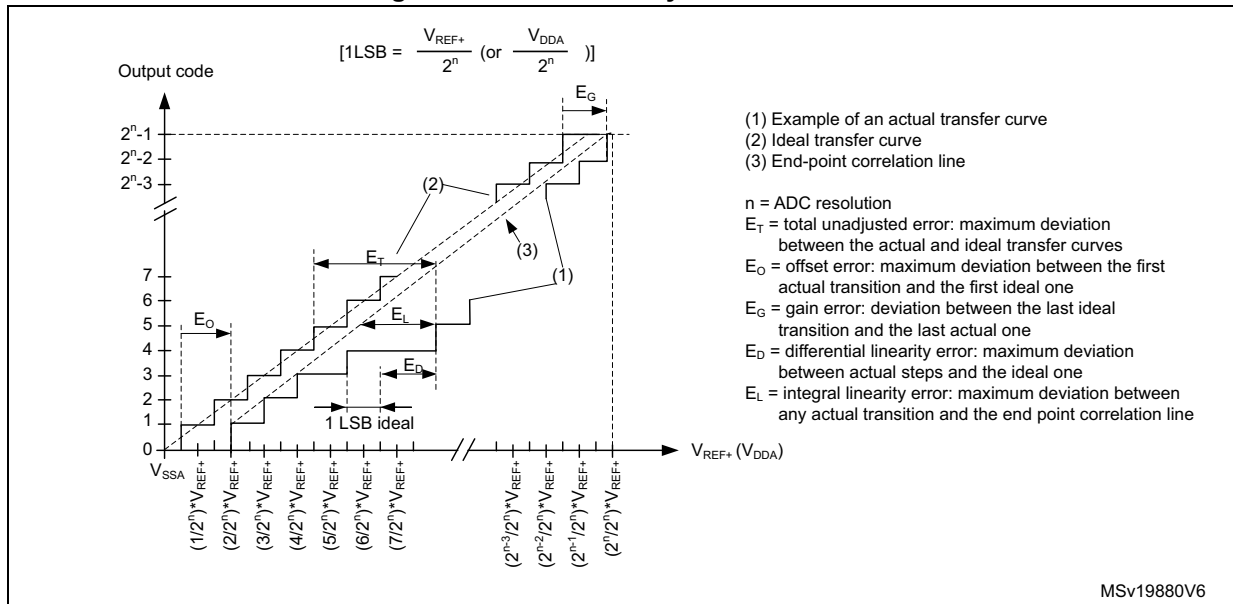 [1LSB = V_REF+ / 2^n (or V_DDA / 2^n )]
Output code
E_G
2^n-1
2^n-2
2^n-3
(2)
(3)
(1)
7
6
5
4
3
2
1
0
E_T
E_O
E_L
E_D
1 LSB ideal
V_SSA
V_REF+ (V_DDA)
(1/2^n)*V_REF+
(2/2^n)*V_REF+
(3/2^n)*V_REF+
(4/2^n)*V_REF+
(5/2^n)*V_REF+
(6/2^n)*V_REF+
(7/2^n)*V_REF+
(2^n-3/2^n)*V_REF+
(2^n-2/2^n)*V_REF+
(2^n-1/2^n)*V_REF+
(2^n/2^n)*V_REF+
(1) Example of an actual transfer curve
(2) Ideal transfer curve
(3) End-point correlation line
n = ADC resolution
E_T = total unadjusted error: maximum deviation
between the actual and ideal transfer curves
E_O = offset error: maximum deviation between the first
actual transition and the first ideal one
E_G = gain error: deviation between the last ideal
transition and the last actual one
E_D = differential linearity error: maximum deviation
between actual steps and the ideal one
E_L = integral linearity error: maximum deviation between
any actual transition and the end point correlation line
MSv19880V6